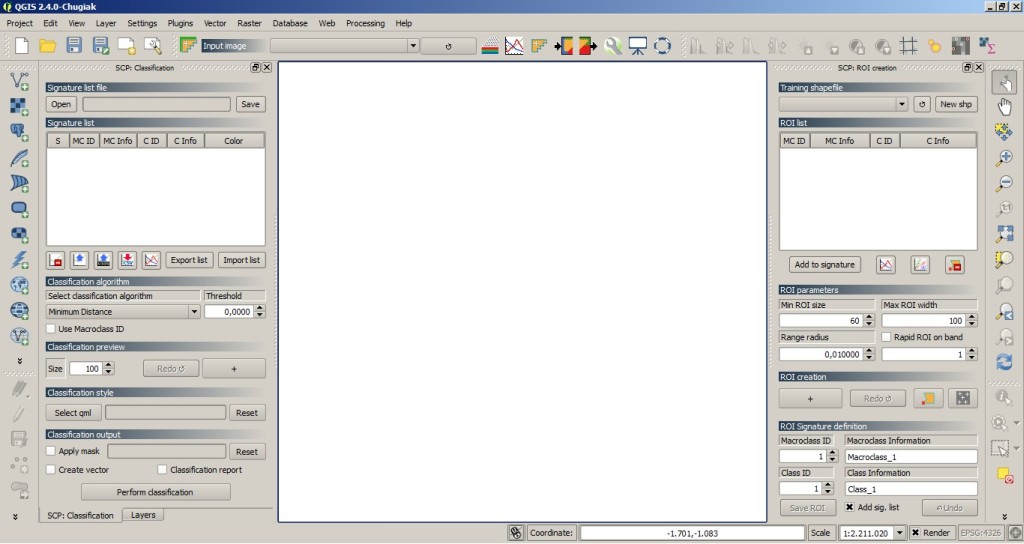 QGIS 2.4.0-Chugiak
Project Edit View Layer Settings Plugins Vector Raster Database Web Processing Help
Input image
SCP: Classification
Signature list file
Open Save
Signature list
S MC ID MC Info C ID C Info Color
Export list Import list
Classification algorithm
Select classification algorithm Threshold
Minimum Distance 0,0000
Use Macroclass ID
Classification preview
Size 100 Redo ↺ +
Classification style
Select qml Reset
Classification output
Apply mask Reset
Create vector Classification report
Perform classification
SCP: Classification Layers
SCP: ROI creation
Training shapefile
New shp
ROI list
MC ID MC Info C ID C Info
Add to signature
ROI parameters
Min ROI size Max ROI width
60 100
Range radius Rapid ROI on band
0,010000 1
ROI creation
+ Redo ↺
ROI Signature definition
Macroclass ID Macroclass Information
1 Macroclass_1
Class ID Class Information
1 Class_1
Save ROI Add sig. list Undo
Coordinate: -1.701,-1.083 Scale 1:2.211.020 Render EPSG:4326